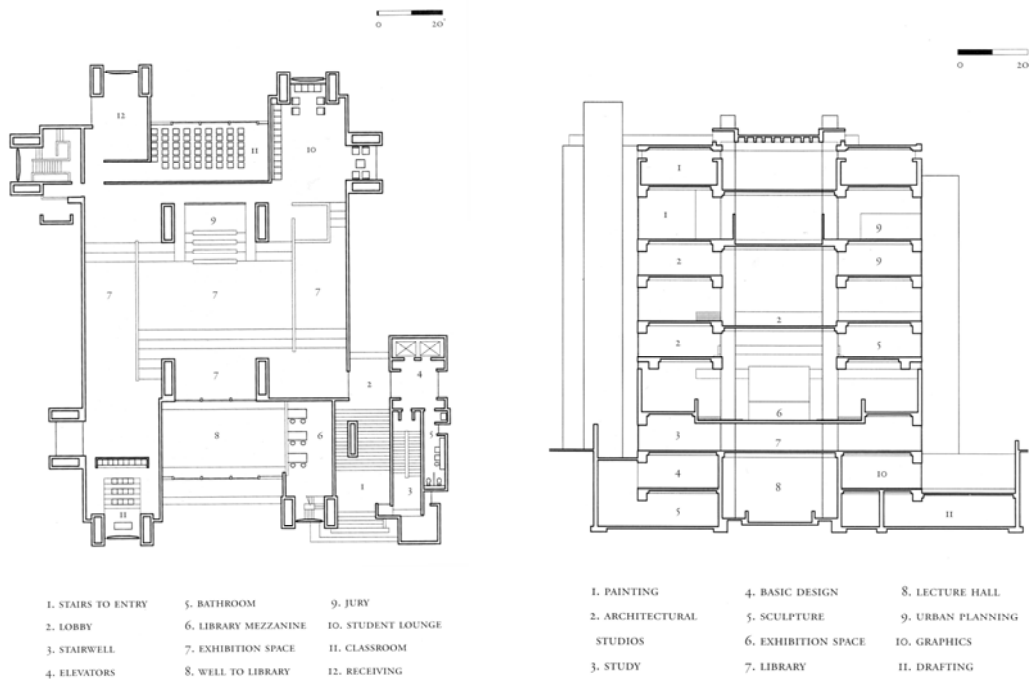 0 20'
12
11
10
9
7
7
7
7
2
4
8
6
5
1
3
11
1. STAIRS TO ENTRY
2. LOBBY
3. STAIRWELL
4. ELEVATORS
5. BATHROOM
6. LIBRARY MEZZANINE
7. EXHIBITION SPACE
8. WELL TO LIBRARY
9. JURY
10. STUDENT LOUNGE
11. CLASSROOM
12. RECEIVING
0 20
1
1
9
2
9
2
2
5
6
3
7
4
8
10
5
11
1. PAINTING
2. ARCHITECTURAL
STUDIOS
3. STUDY
4. BASIC DESIGN
5. SCULPTURE
6. EXHIBITION SPACE
7. LIBRARY
8. LECTURE HALL
9. URBAN PLANNING
10. GRAPHICS
11. DRAFTING